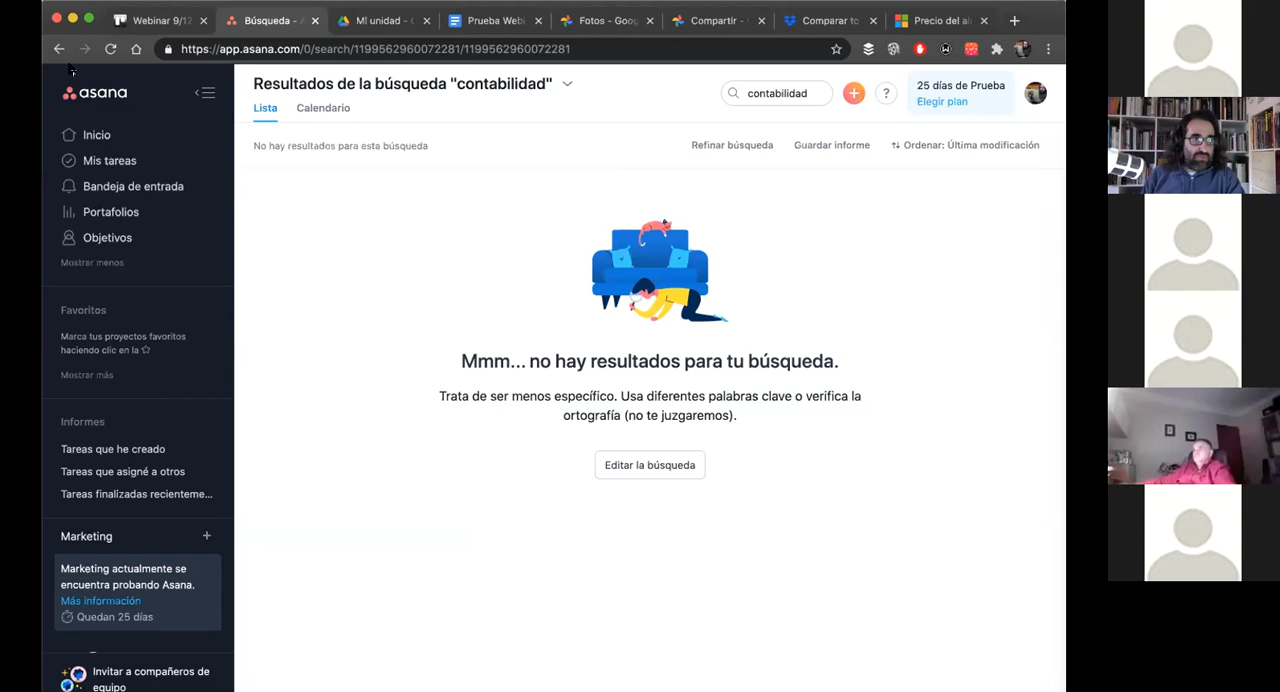 Webinar 9/12
Búsqueda - A
Mi unidad - G
Prueba Webi
Fotos - Goog
Compartir -
Comparar to
Precio del al
https://app.asana.com/0/search/1199562960072281/1199562960072281
asana
Inicio
Mis tareas
Bandeja de entrada
Portafolios
Objetivos
Mostrar menos
Favoritos
Marca tus proyectos favoritos
haciendo clic en la ☆
Mostrar más
Informes
Tareas que he creado
Tareas que asigné a otros
Tareas finalizadas recienteme...
Marketing +
Marketing actualmente se
encuentra probando Asana.
Más información
Quedan 25 días
Invitar a compañeros de
equipo
Resultados de la búsqueda "contabilidad"
Lista Calendario
contabilidad
?
25 días de Prueba
Elegir plan
No hay resultados para esta búsqueda
Refinar búsqueda Guardar informe Ordenar: Última modificación
Mmm... no hay resultados para tu búsqueda.
Trata de ser menos específico. Usa diferentes palabras clave o verifica la
ortografía (no te juzgaremos).
Editar la búsqueda